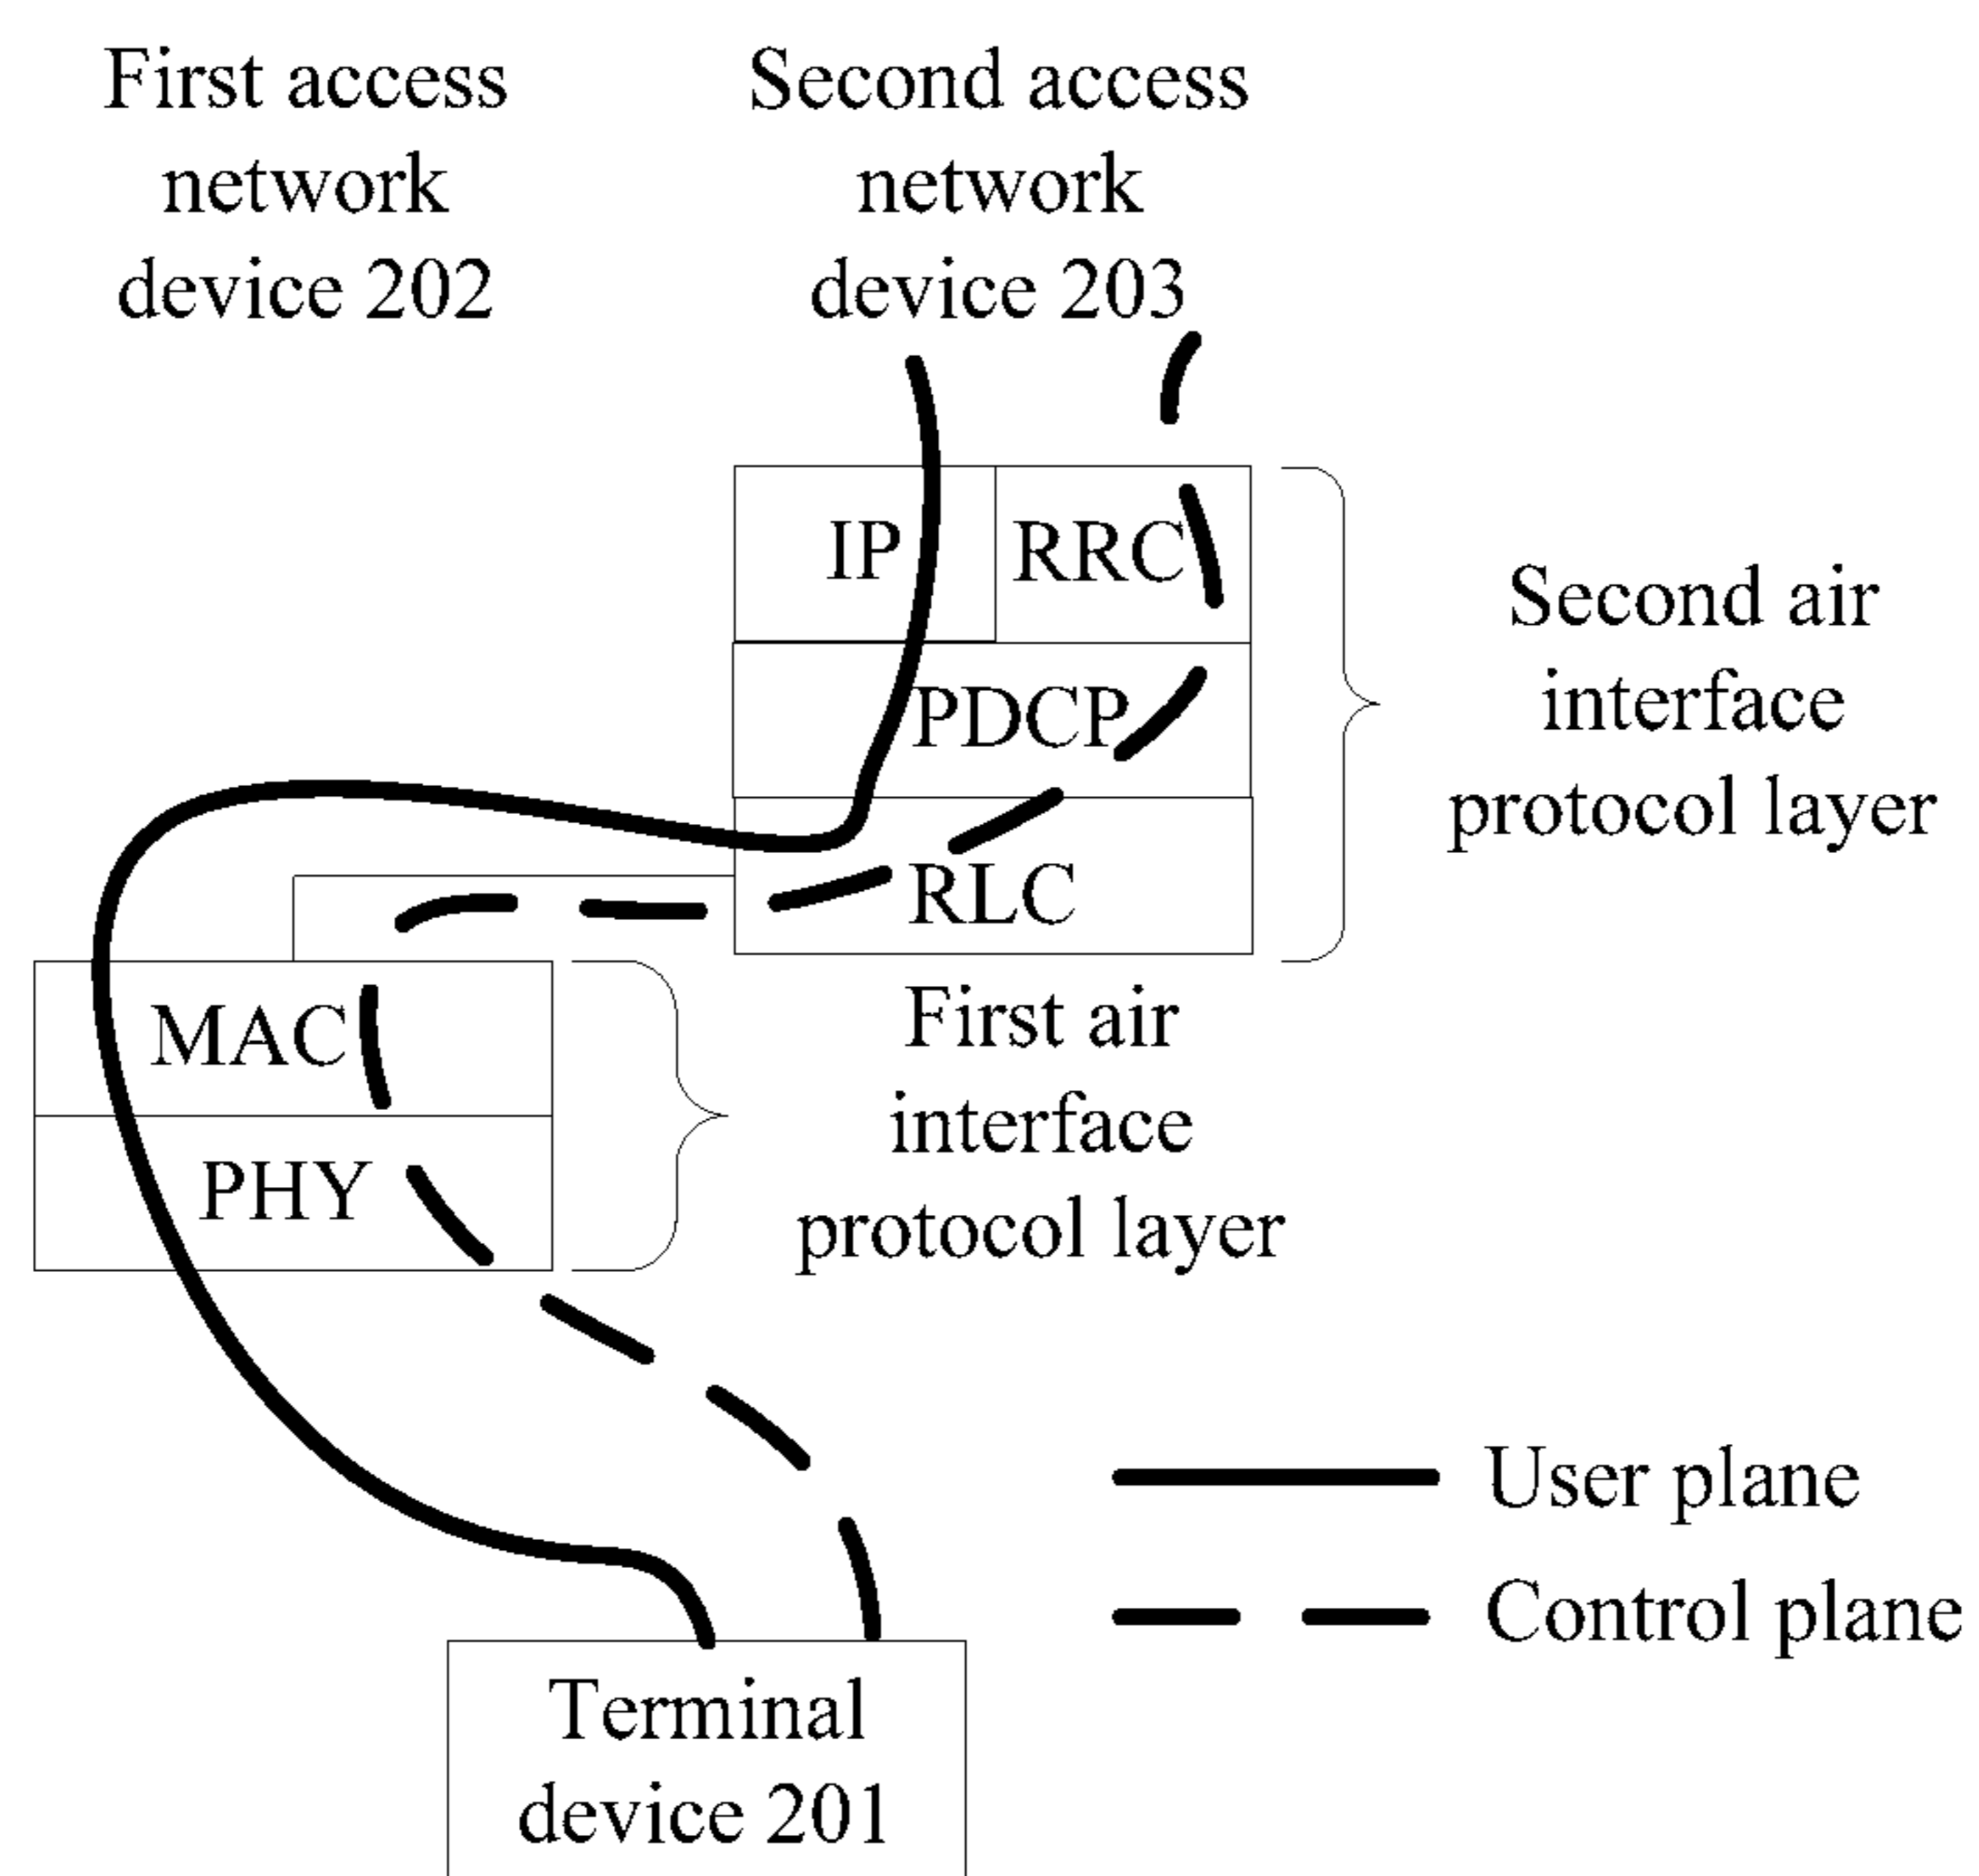 First access
network
device 202
Second access
network
device 203
IP
RRC
PDCP
RLC
Second air
interface
protocol layer
MAC
PHY
First air
interface
protocol layer
User plane
Control plane
Terminal
device 201